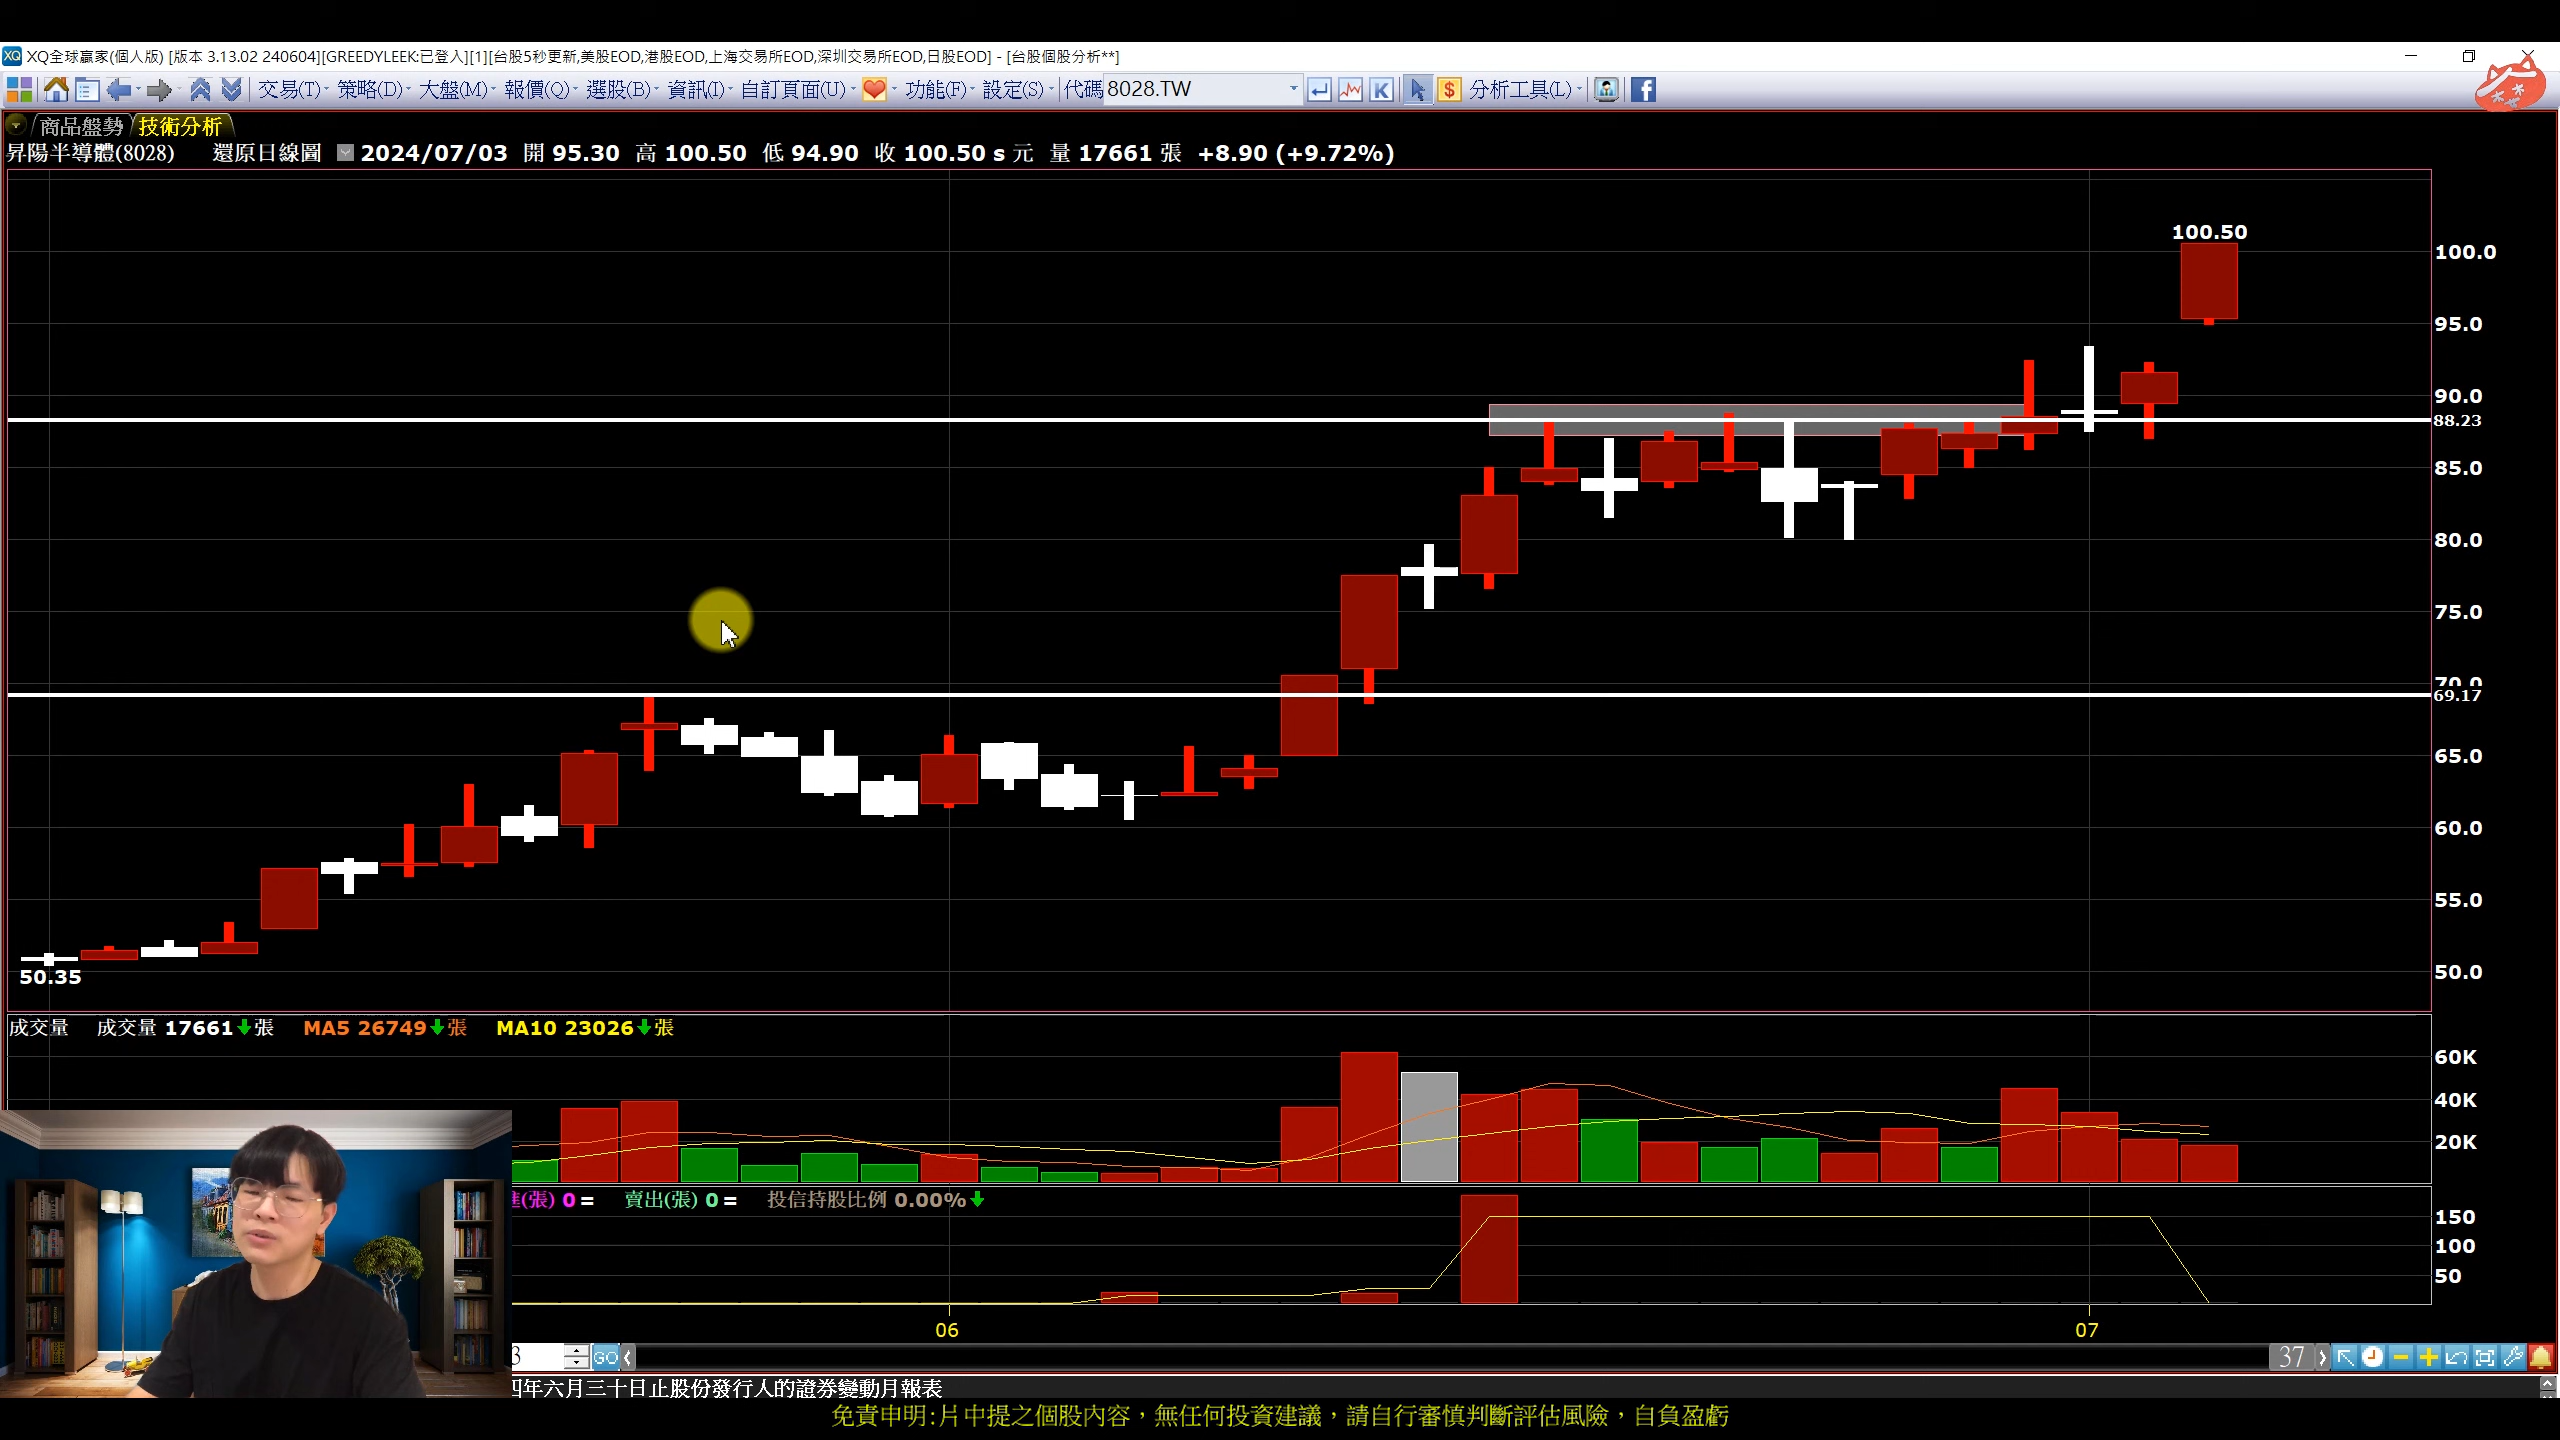 XQ全球贏家(個人版) [版本 3.13.02 240604][GREEDYLEEK:已登入][1][台股5秒更新,美股EOD,港股EOD,上海交易所EOD,深圳交易所EOD,日股EOD] - [台股個股分析**]
交易(T) 策略(D) 大盤(M) 報價(Q) 選股(B) 資訊(I) 自訂頁面(U) 功能(F) 設定(S) 代碼 8028.TW K $ 分析工具(L)
商品盤勢 技術分析
昇陽半導體(8028) 還原日線圖 2024/07/03 開 95.30 高 100.50 低 94.90 收 100.50 s 元 量 17661 張 +8.90 (+9.72%)
100.50
100.0
95.0
90.0
88.23
85.0
80.0
75.0
70.0
69.17
65.0
60.0
55.0
50.35
50.0
成交量 成交量 17661 張 MA5 26749 張 MA10 23026 張
60K
40K
20K
(張) 0 = 賣出(張) 0 = 投信持股比例 0.00%
150
100
50
06 07
3 GO 37
四年六月三十日止股份發行人的證券變動月報表
免責申明:片中提之個股內容，無任何投資建議，請自行審慎判斷評估風險，自負盈虧